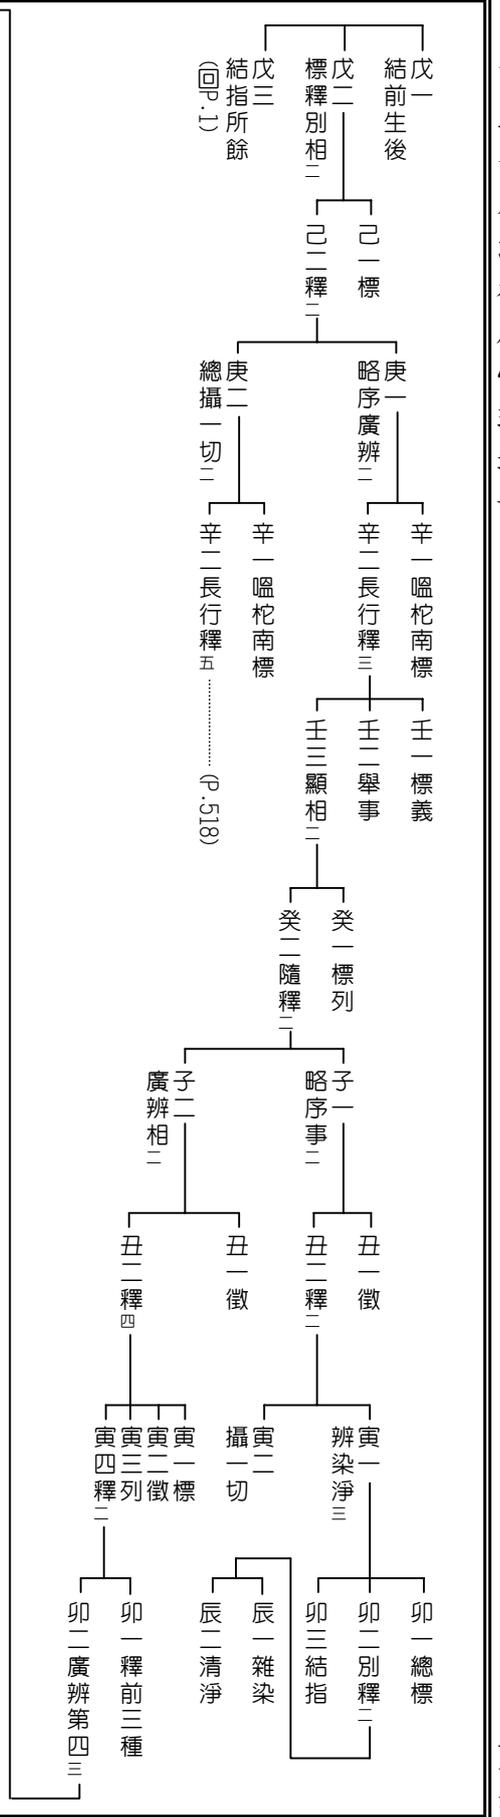 戊一
結前生後
戊二
標釋別相二
戊三
結指所餘
(回P.1)
己一標
己二釋二
庚一
略序廣辨二
庚二
總攝一切二
辛一嗢柁南標
辛二長行釋三
辛一嗢柁南標
辛二長行釋五………………(P.518)
壬一標義
壬二舉事
壬三顯相二
癸一標列
癸二隨釋二
子一
略序事二
子二
廣辨相二
丑一徵
丑二釋二
丑一徵
丑二釋四
寅一
辨染淨三
寅二
攝一切
寅一標
寅二徵
寅三列
寅四釋二
卯一總標
卯二別釋二
卯三結指
辰一雜染
辰二清淨
卯一釋前三種
卯二廣辨第四三